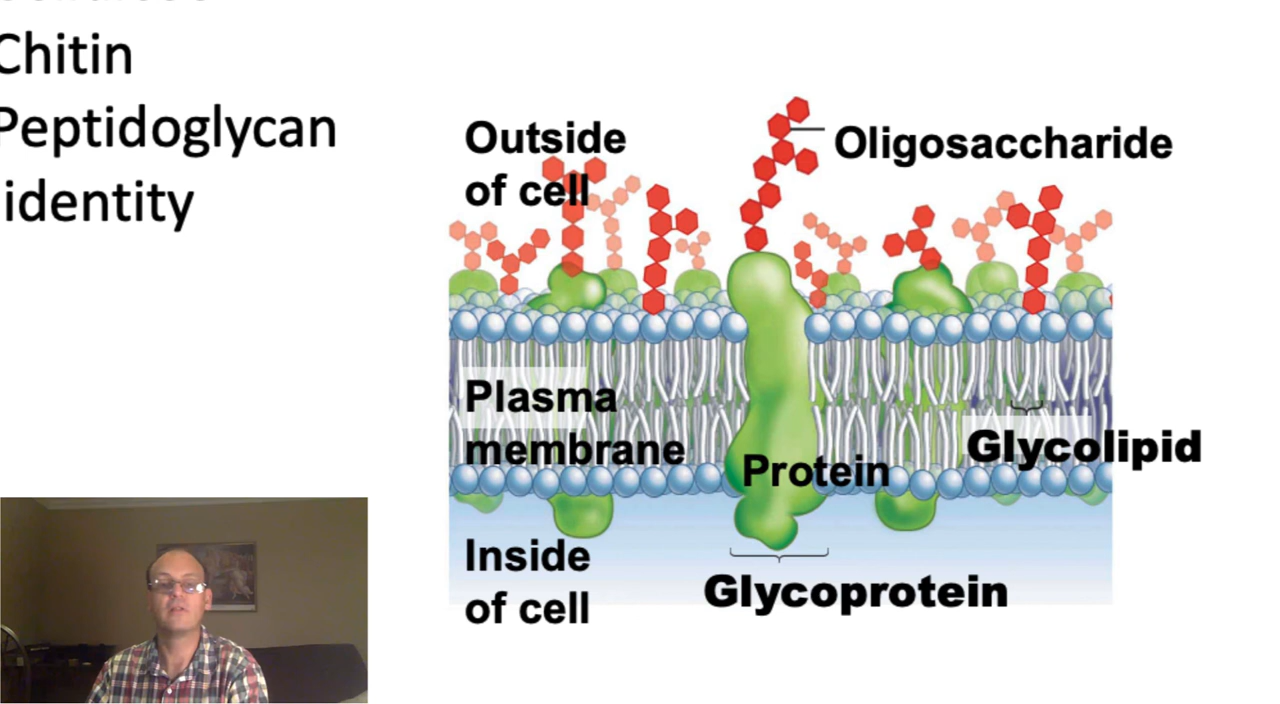 Chitin
Peptidoglycan
identity
Outside
of cell
Oligosaccharide
Plasma
membrane
Protein
Glycolipid
Inside
of cell
Glycoprotein